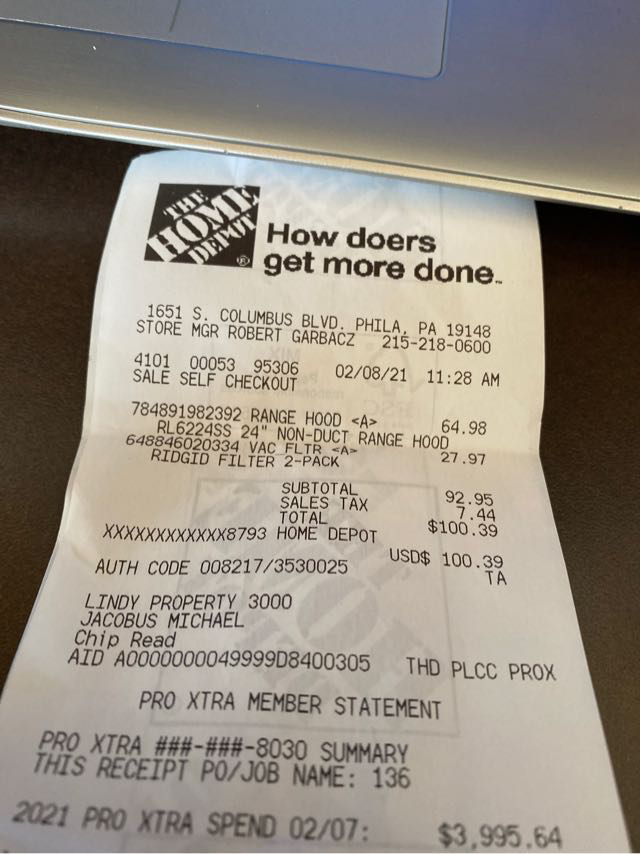 THE
HOME
DEPOT
®
How doers
get more done.™
1651 S. COLUMBUS BLVD. PHILA, PA 19148
STORE MGR ROBERT GARBACZ 215-218-0600
4101 00053 95306 02/08/21 11:28 AM
SALE SELF CHECKOUT
784891982392 RANGE HOOD <A> 64.98
RL6224SS 24" NON-DUCT RANGE HOOD
648846020334 VAC FLTR <A> 27.97
RIDGID FILTER 2-PACK
SUBTOTAL 92.95
SALES TAX 7.44
TOTAL $100.39
XXXXXXXXXXXX8793 HOME DEPOT
USD$ 100.39
AUTH CODE 008217/3530025 TA
LINDY PROPERTY 3000
JACOBUS MICHAEL
Chip Read
AID A0000000049999D8400305 THD PLCC PROX
PRO XTRA MEMBER STATEMENT
PRO XTRA ###-###-8030 SUMMARY
THIS RECEIPT PO/JOB NAME: 136
2021 PRO XTRA SPEND 02/07: $3,995.64